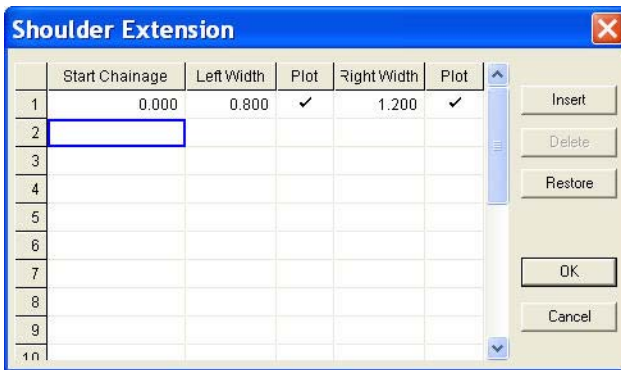 Shoulder Extension
Start Chainage Left Width Plot Right Width Plot
1 0.000 0.800 ✓ 1.200 ✓
2
3
4
5
6
7
8
9
10
Insert
Delete
Restore
OK
Cancel